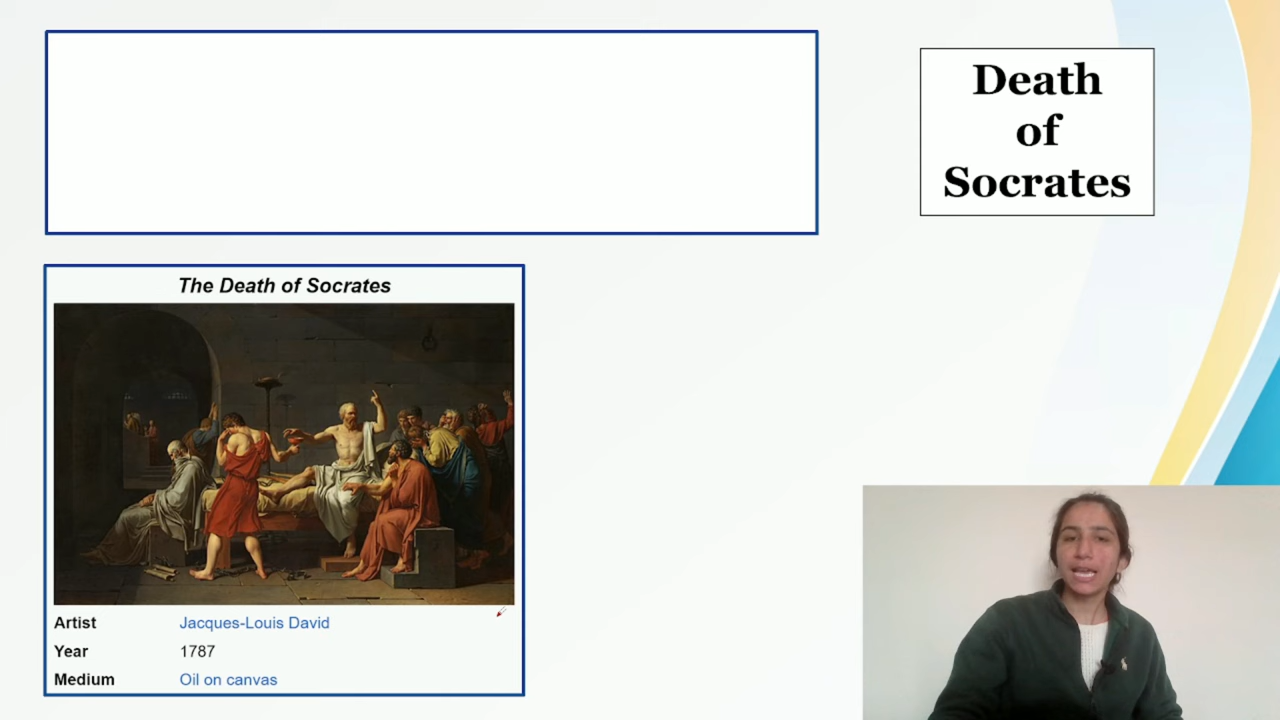 Death
of
Socrates
The Death of Socrates
Artist Jacques-Louis David
Year 1787
Medium Oil on canvas